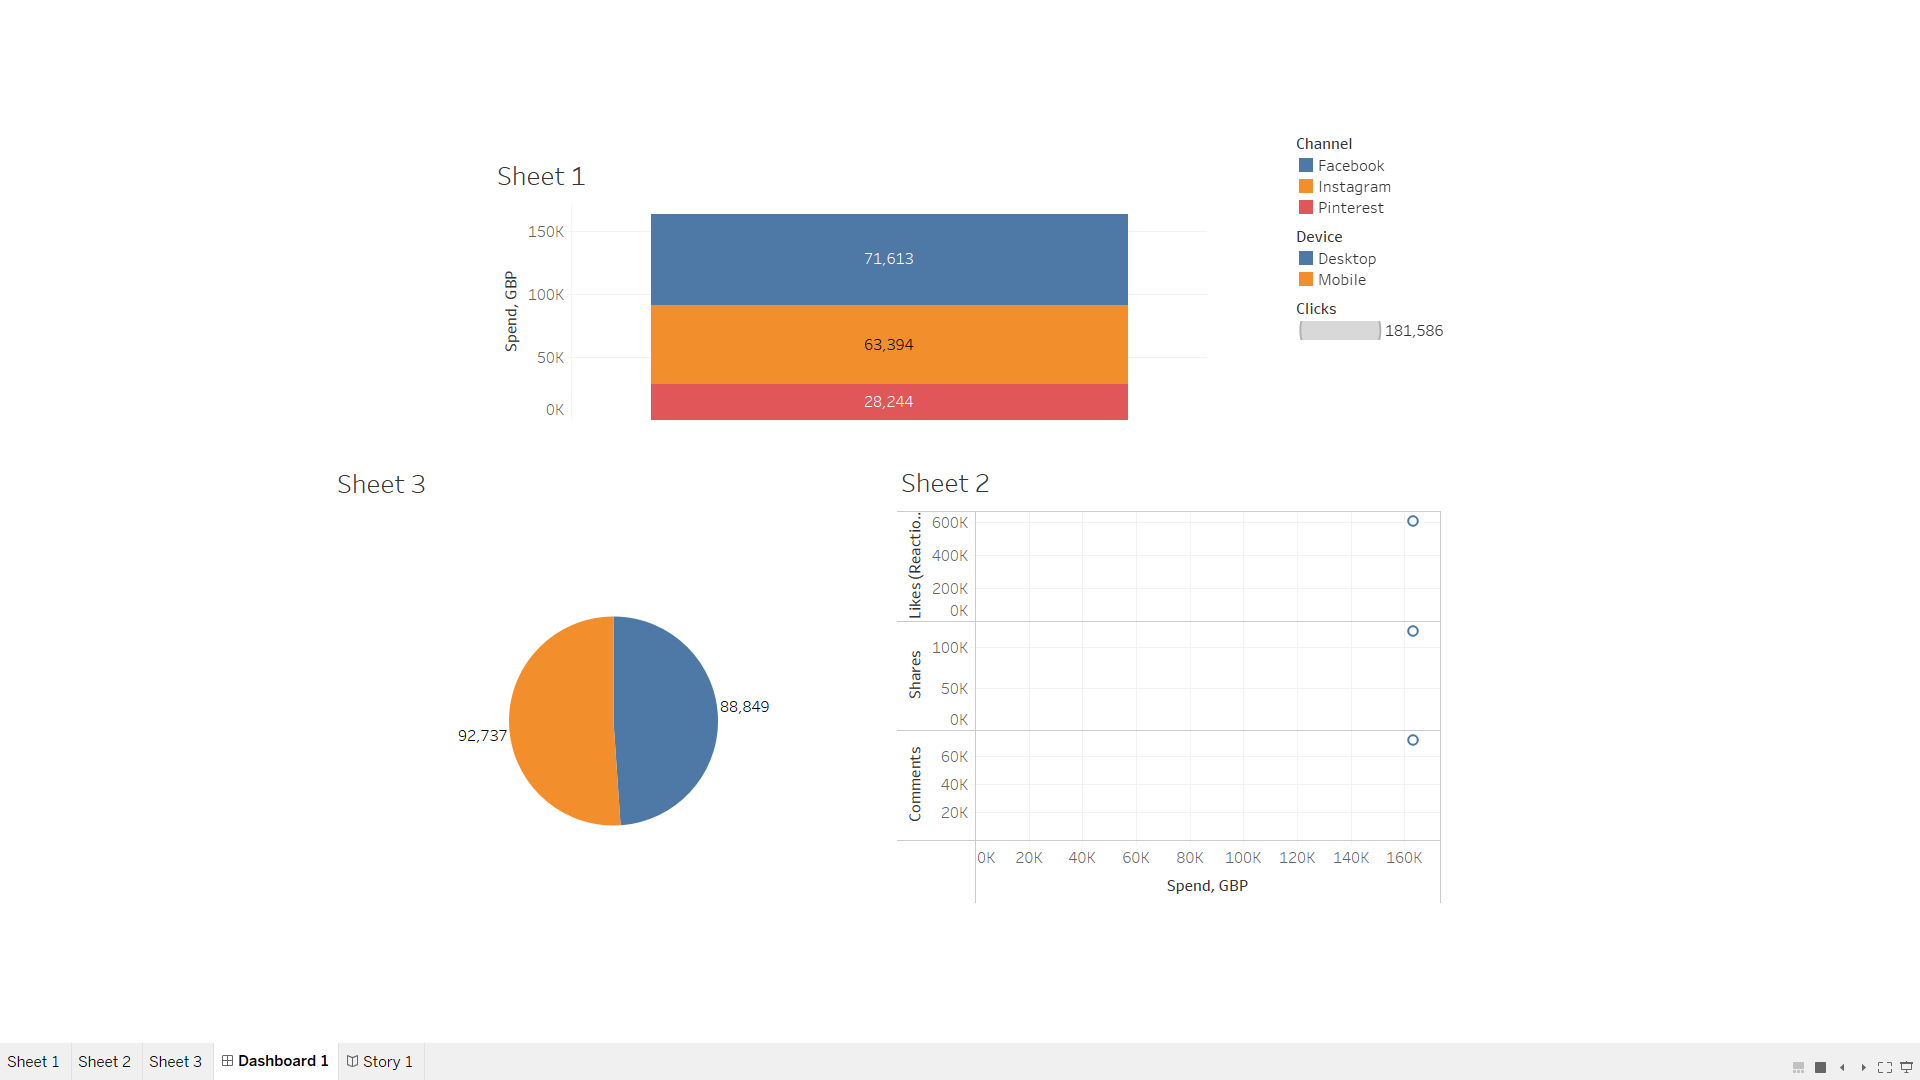 Sheet 1
150K
100K
50K
0K
Spend, GBP
71,613
63,394
28,244
Channel
Facebook
Instagram
Pinterest
Device
Desktop
Mobile
Clicks
181,586
Sheet 3
88,849
92,737
Sheet 2
Likes (Reactio..
600K
400K
200K
0K
Shares
100K
50K
0K
Comments
60K
40K
20K
0K 20K 40K 60K 80K 100K 120K 140K 160K
Spend, GBP
Sheet 1 Sheet 2 Sheet 3 Dashboard 1 Story 1